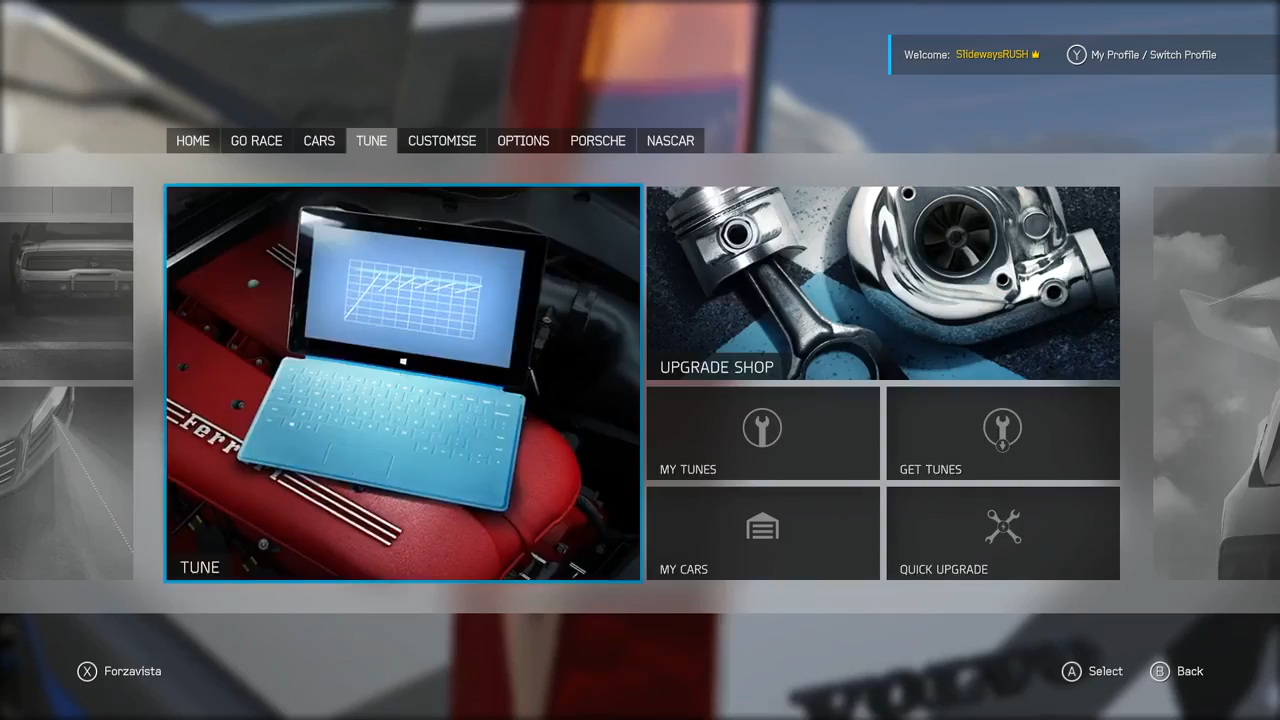 Welcome: SlidewaysRUSH
Y My Profile / Switch Profile
HOME GO RACE CARS TUNE CUSTOMISE OPTIONS PORSCHE NASCAR
TUNE
UPGRADE SHOP
MY TUNES
GET TUNES
MY CARS
QUICK UPGRADE
X Forzavista
A Select
B Back
VOLVO